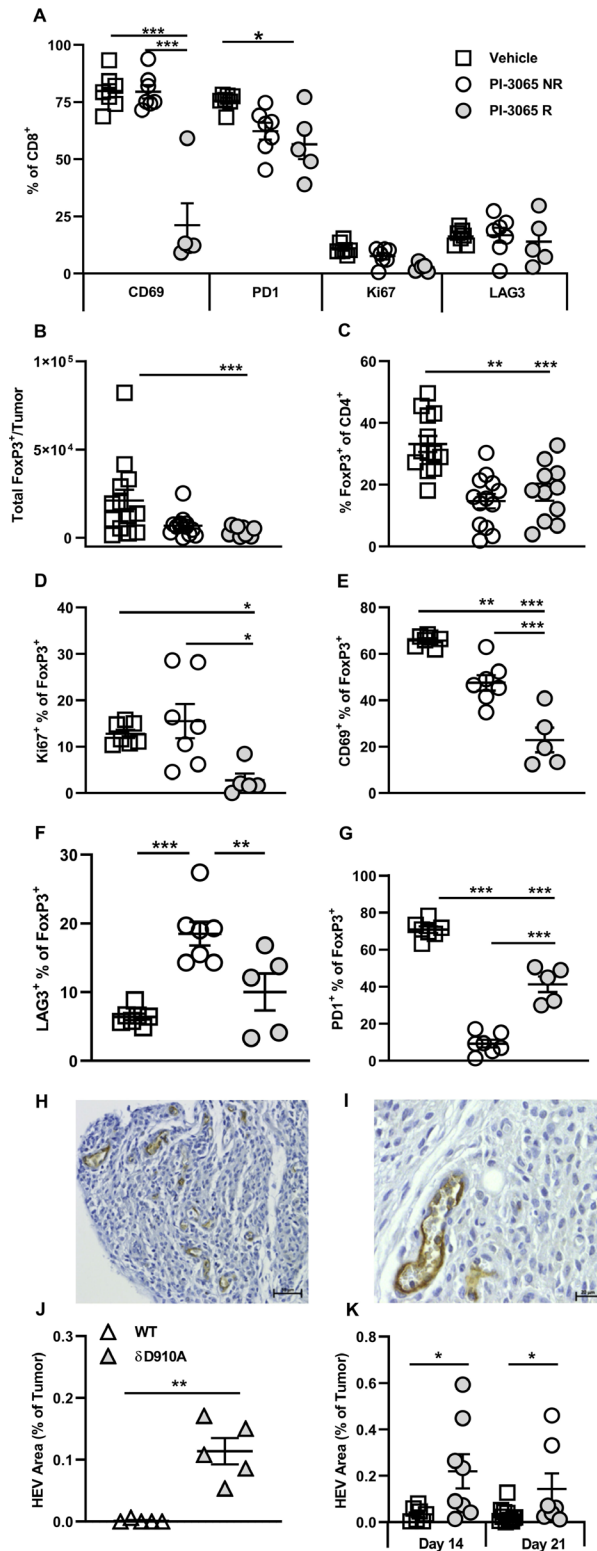 A
% of CD8+
100
75
50
25
0
***
***
*
Vehicle
PI-3065 NR
PI-3065 R
CD69
PD1
Ki67
LAG3
B
Total FoxP3+/Tumor
1×10^5
5×10^4
0
***
C
% FoxP3+ of CD4+
60
40
20
0
**
***
D
Ki67+ % of FoxP3+
40
30
20
10
0
*
*
E
CD69+ % of FoxP3+
80
60
40
20
0
**
***
***
F
LAG3+ % of FoxP3+
30
20
10
0
***
**
G
PD1+ % of FoxP3+
100
80
60
40
20
0
***
***
***
H
I
J
HEV Area (% of Tumor)
0.3
0.2
0.1
0.0
WT
δD910A
**
K
HEV Area (% of Tumor)
0.8
0.6
0.4
0.2
0.0
*
*
Day 14
Day 21